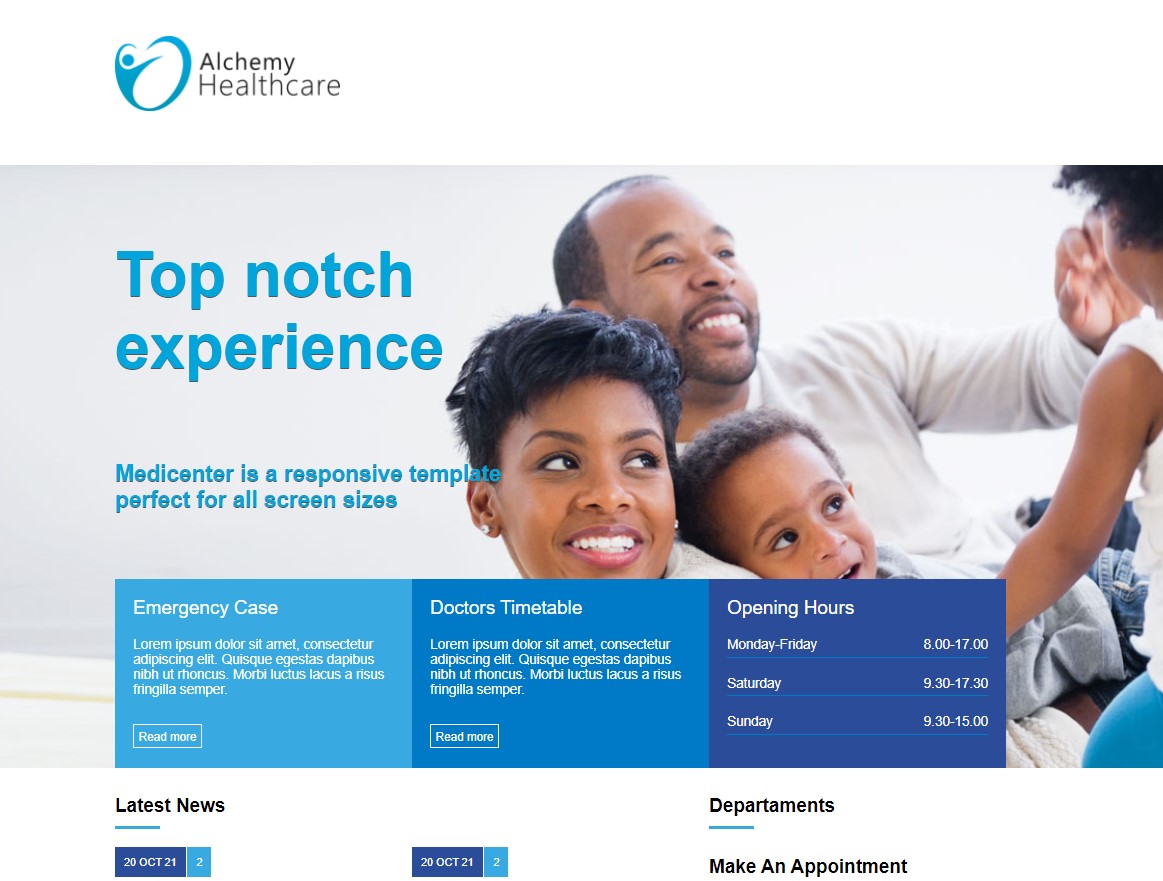 Alchemy
Healthcare
Top notch
experience
Medicenter is a responsive template
perfect for all screen sizes
Emergency Case
Lorem ipsum dolor sit amet, consectetur
adipiscing elit. Quisque egestas dapibus
nibh ut rhoncus. Morbi luctus lacus a risus
fringilla semper.
Read more
Doctors Timetable
Lorem ipsum dolor sit amet, consectetur
adipiscing elit. Quisque egestas dapibus
nibh ut rhoncus. Morbi luctus lacus a risus
fringilla semper.
Read more
Opening Hours
Monday-Friday 8.00-17.00
Saturday 9.30-17.30
Sunday 9.30-15.00
Latest News
20 OCT 21 2
20 OCT 21 2
Departaments
Make An Appointment